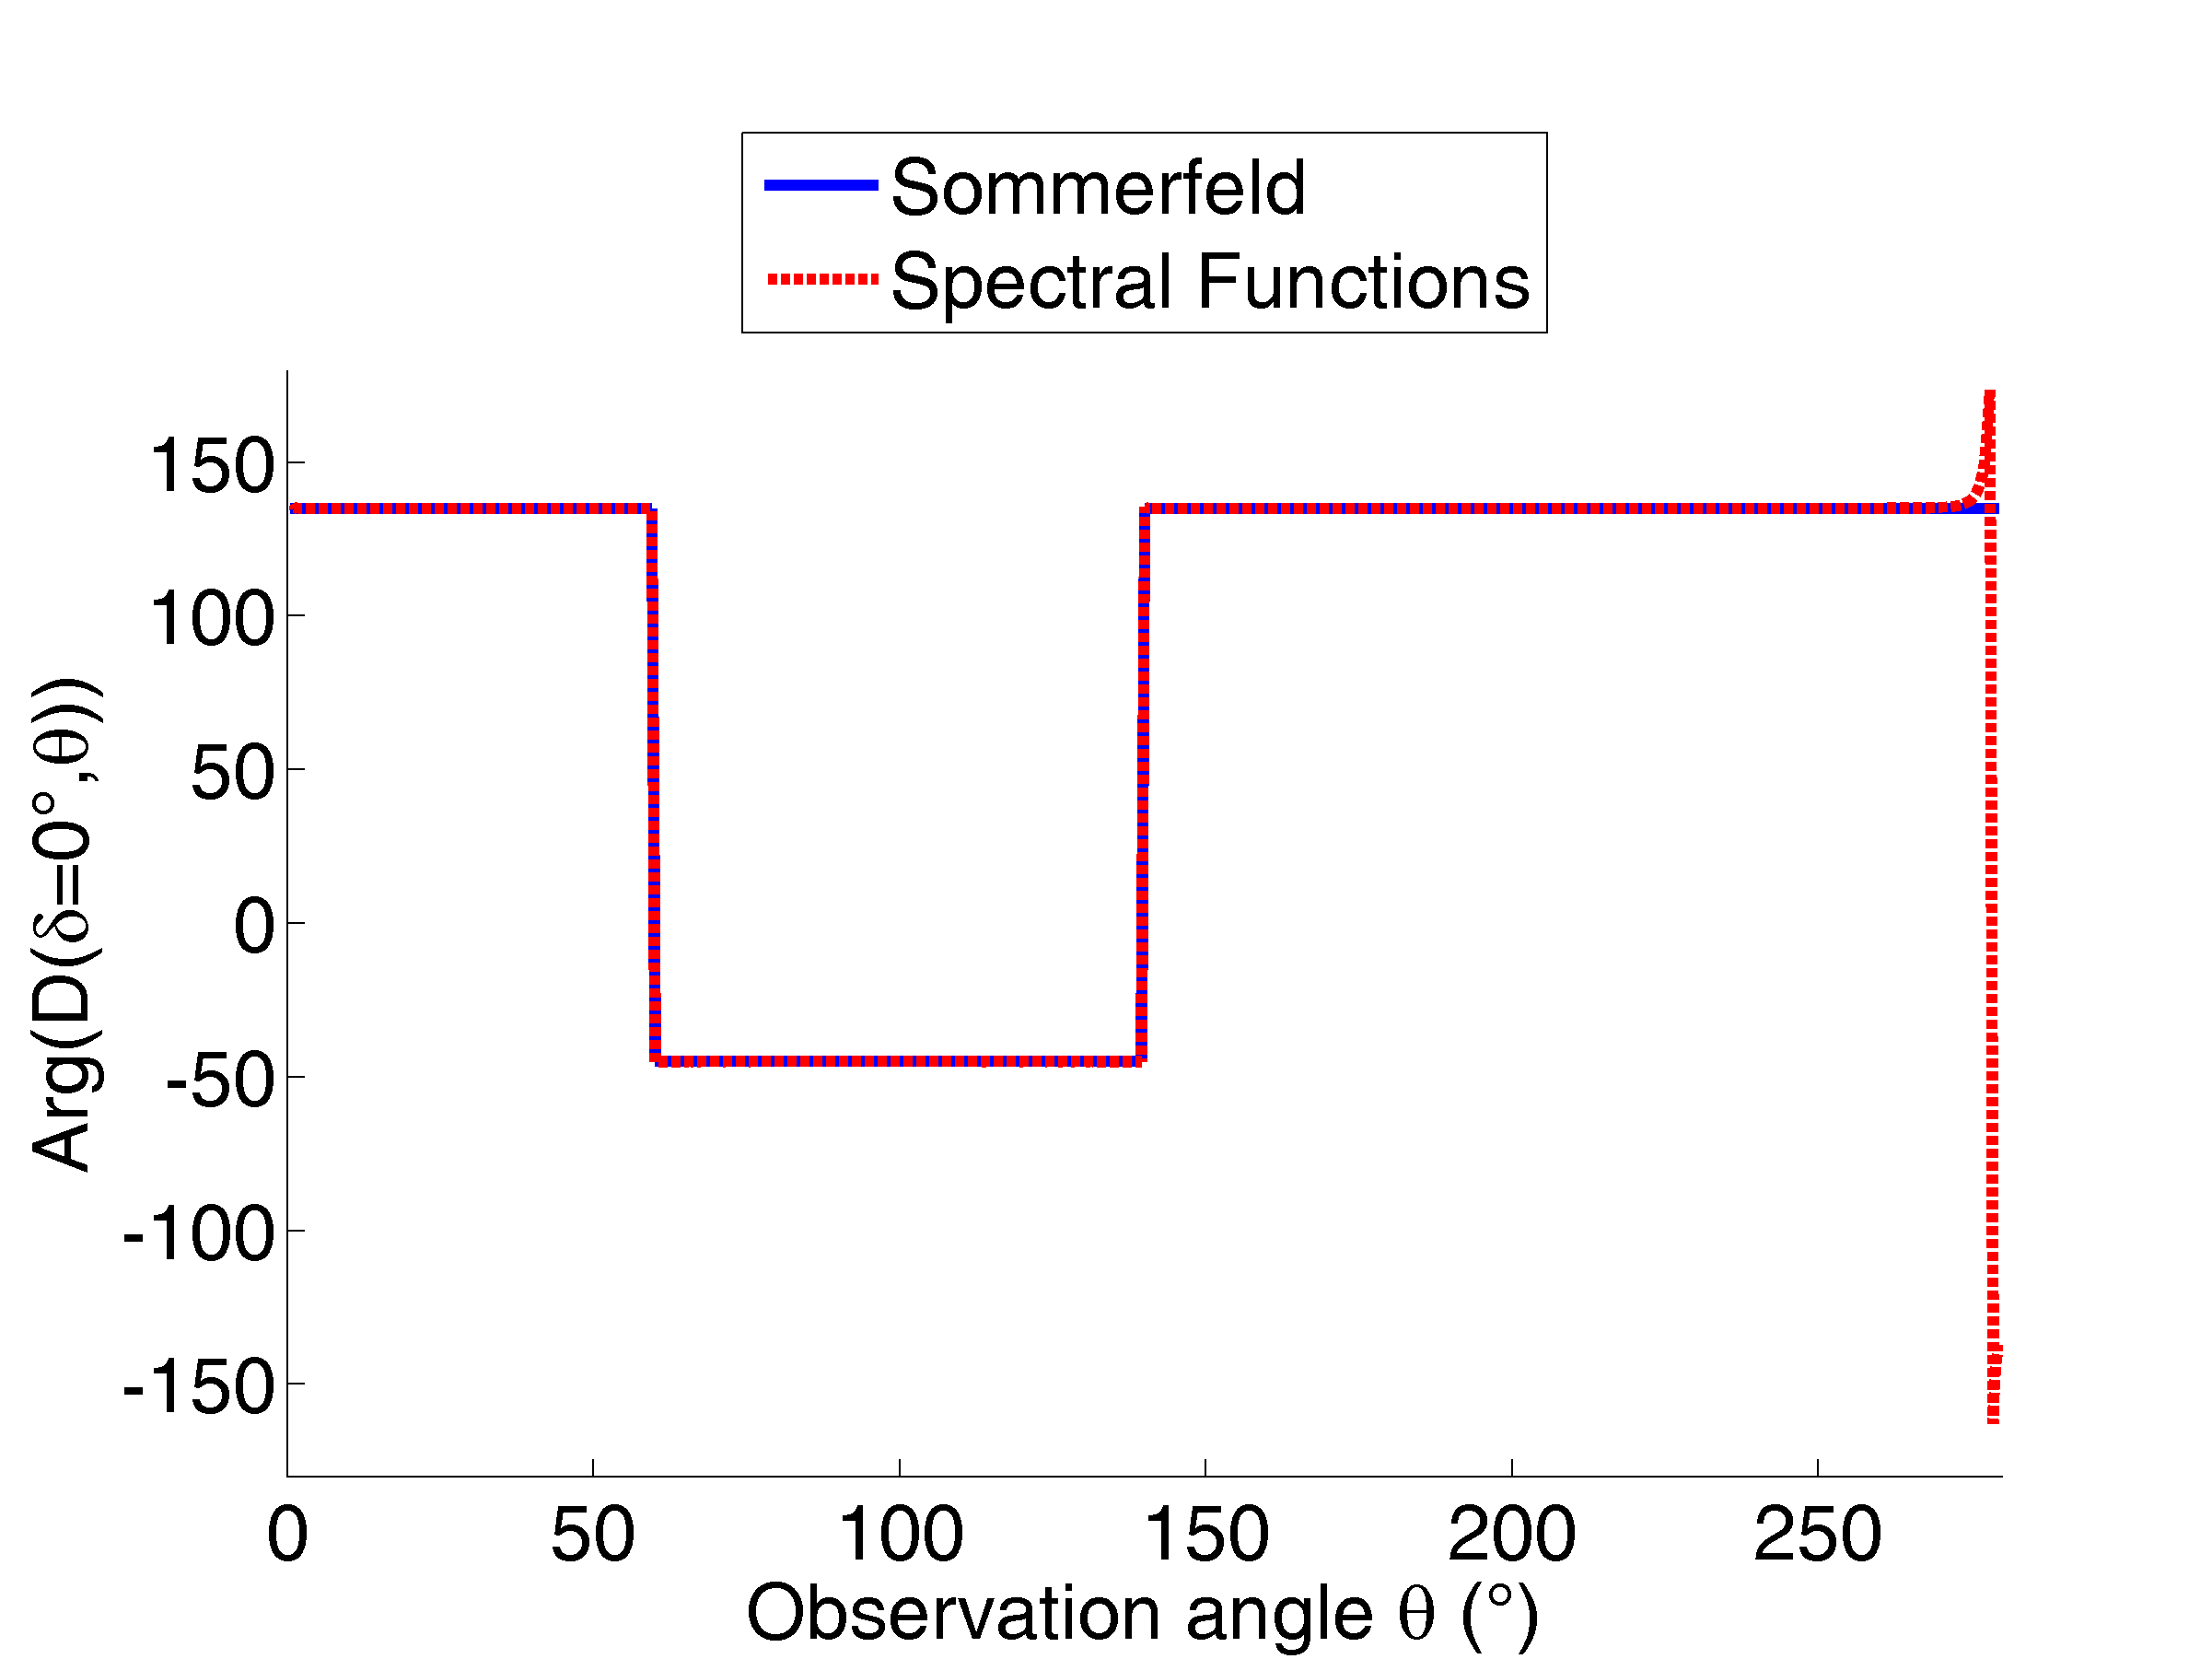 Sommerfeld
Spectral Functions
150
100
50
0
-50
-100
-150
Arg(D(δ=0°,θ))
0 50 100 150 200 250
Observation angle θ (°)